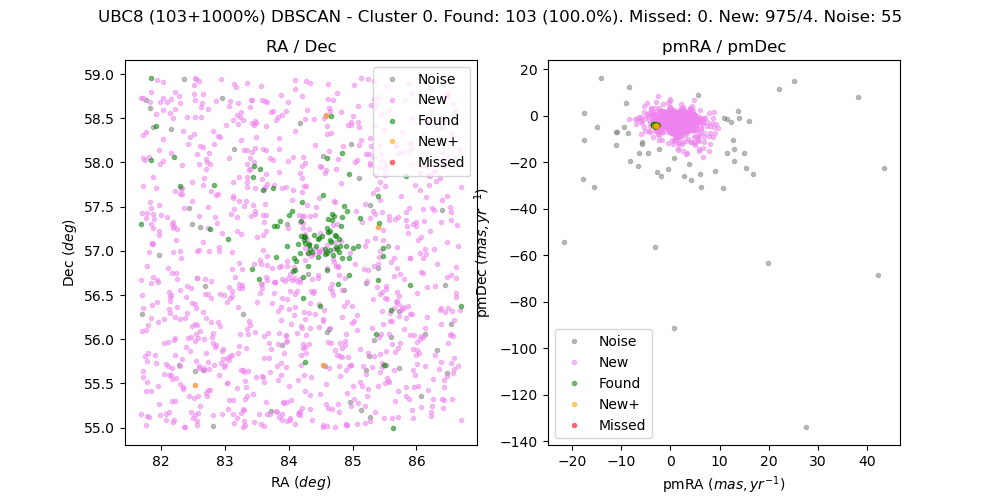 UBC8 (103+1000%) DBSCAN - Cluster 0. Found: 103 (100.0%). Missed: 0. New: 975/4. Noise: 55
RA / Dec
59.0
58.5
58.0
57.5
57.0
56.5
56.0
55.5
55.0
Dec (deg)
82
83
84
85
86
RA (deg)
Noise
New
Found
New+
Missed
pmRA / pmDec
20
0
−20
−40
−60
−80
−100
−120
−140
pmDec (mas, yr⁻¹)
−20
−10
0
10
20
30
40
pmRA (mas, yr⁻¹)
Noise
New
Found
New+
Missed